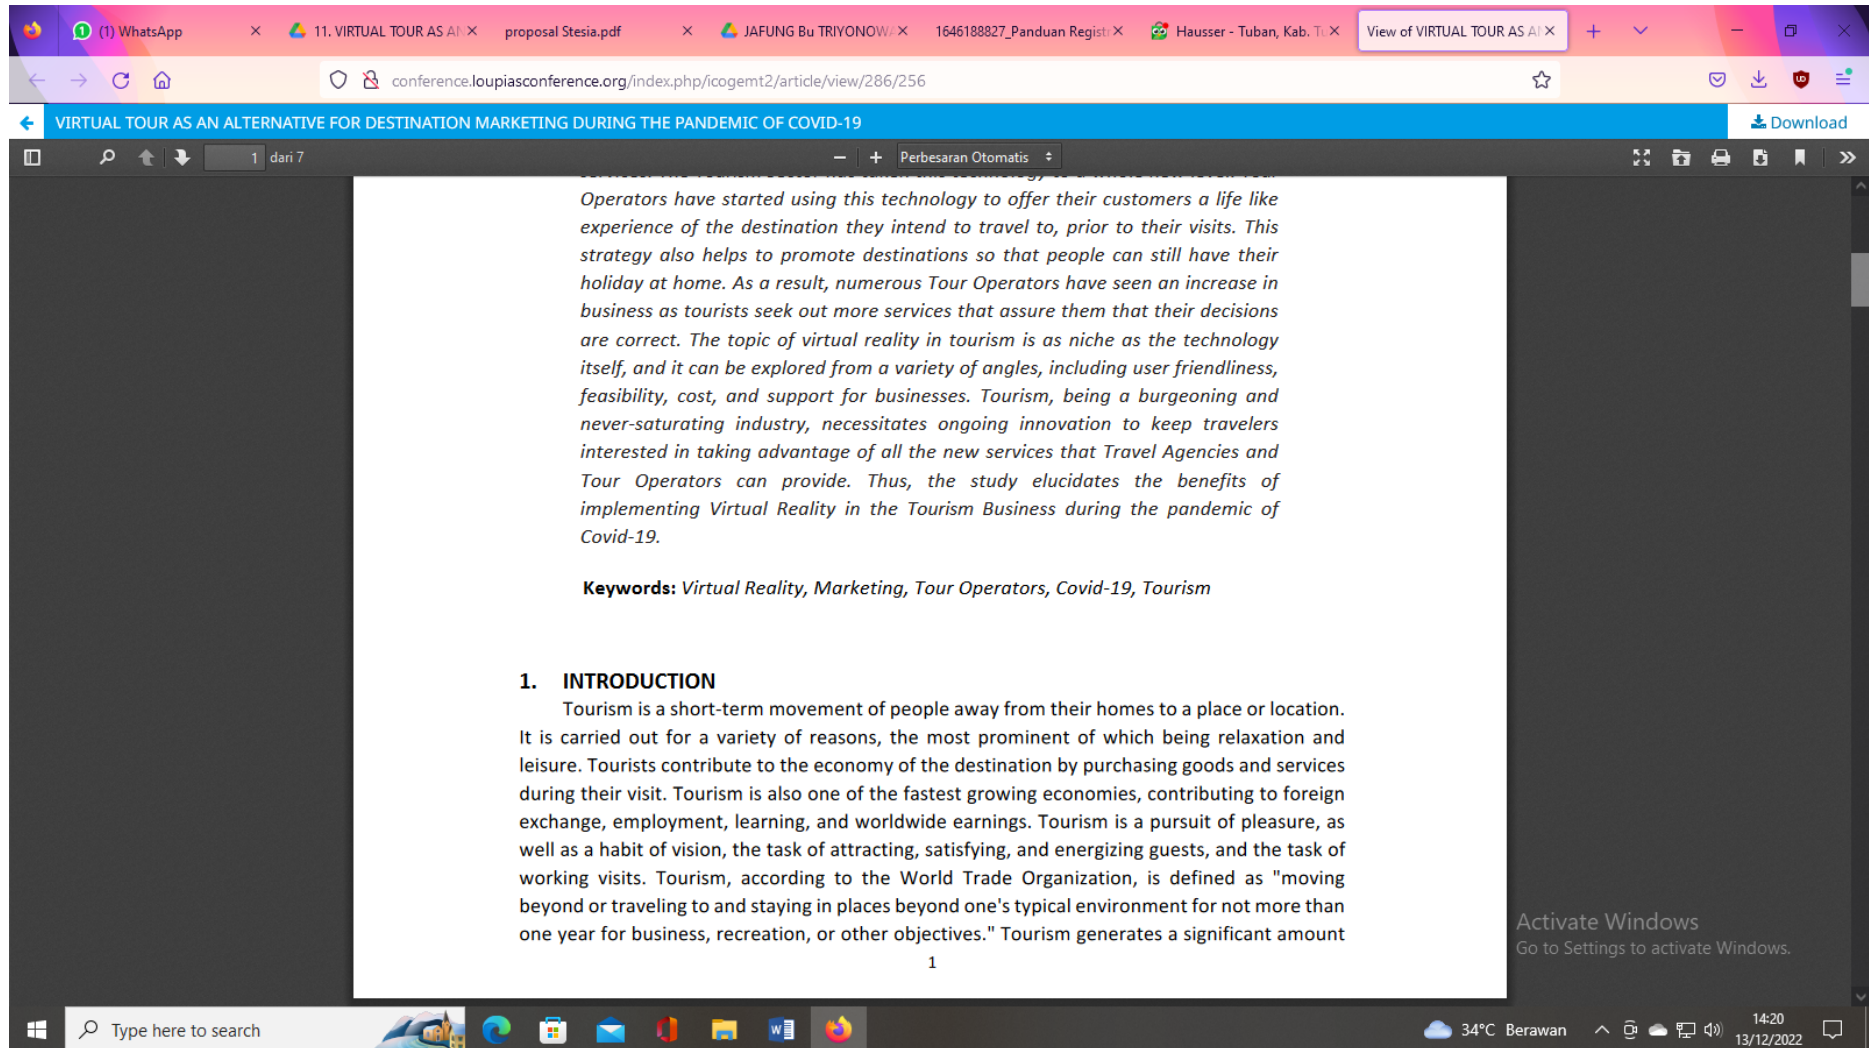 (1) WhatsApp
11. VIRTUAL TOUR AS AN
proposal Stesia.pdf
JAFUNG Bu TRIYONOWA
1646188827_Panduan Registr
Hausser - Tuban, Kab. Tu
View of VIRTUAL TOUR AS AN
conference.loupiasconference.org/index.php/icogemt2/article/view/286/256
VIRTUAL TOUR AS AN ALTERNATIVE FOR DESTINATION MARKETING DURING THE PANDEMIC OF COVID-19
Download
1 dari 7
Perbesaran Otomatis
Operators have started using this technology to offer their customers a life like
experience of the destination they intend to travel to, prior to their visits. This
strategy also helps to promote destinations so that people can still have their
holiday at home. As a result, numerous Tour Operators have seen an increase in
business as tourists seek out more services that assure them that their decisions
are correct. The topic of virtual reality in tourism is as niche as the technology
itself, and it can be explored from a variety of angles, including user friendliness,
feasibility, cost, and support for businesses. Tourism, being a burgeoning and
never-saturating industry, necessitates ongoing innovation to keep travelers
interested in taking advantage of all the new services that Travel Agencies and
Tour Operators can provide. Thus, the study elucidates the benefits of
implementing Virtual Reality in the Tourism Business during the pandemic of
Covid-19.
Keywords: Virtual Reality, Marketing, Tour Operators, Covid-19, Tourism
1. INTRODUCTION
Tourism is a short-term movement of people away from their homes to a place or location.
It is carried out for a variety of reasons, the most prominent of which being relaxation and
leisure. Tourists contribute to the economy of the destination by purchasing goods and services
during their visit. Tourism is also one of the fastest growing economies, contributing to foreign
exchange, employment, learning, and worldwide earnings. Tourism is a pursuit of pleasure, as
well as a habit of vision, the task of attracting, satisfying, and energizing guests, and the task of
working visits. Tourism, according to the World Trade Organization, is defined as "moving
beyond or traveling to and staying in places beyond one's typical environment for not more than
one year for business, recreation, or other objectives." Tourism generates a significant amount
1
Activate Windows
Go to Settings to activate Windows.
Type here to search
34°C Berawan
14:20
13/12/2022